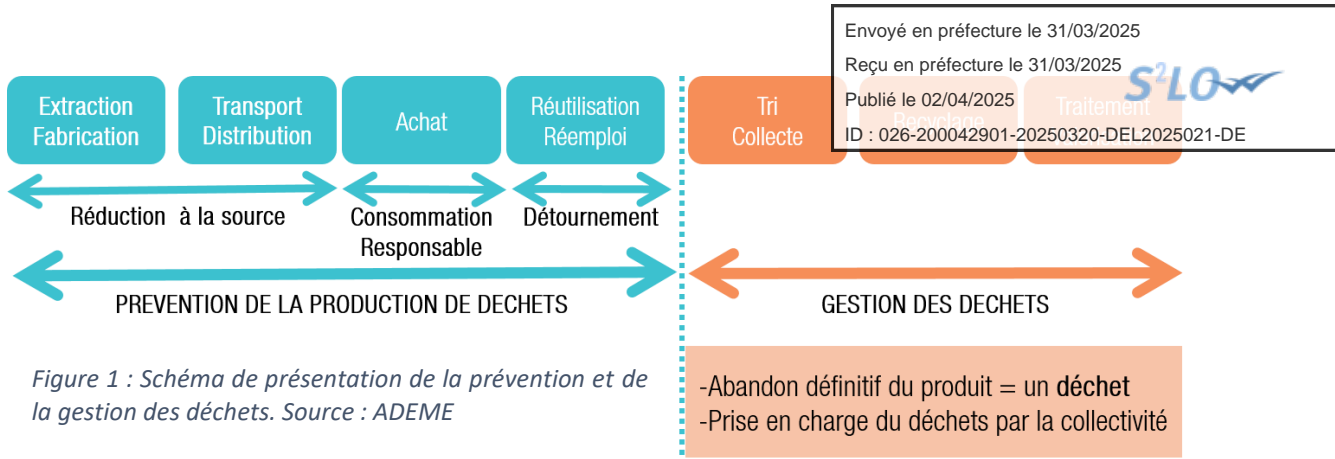 Envoyé en préfecture le 31/03/2025
Reçu en préfecture le 31/03/2025
Publié le 02/04/2025
ID : 026-200042901-20250320-DEL2025021-DE
S²LO
Extraction
Fabrication
Transport
Distribution
Achat
Réutilisation
Réemploi
Tri
Collecte
Recyclage
Traitement
Réduction à la source
Consommation
Responsable
Détournement
PREVENTION DE LA PRODUCTION DE DECHETS
GESTION DES DECHETS
Figure 1 : Schéma de présentation de la prévention et de
la gestion des déchets. Source : ADEME
-Abandon définitif du produit = un déchet
-Prise en charge du déchets par la collectivité